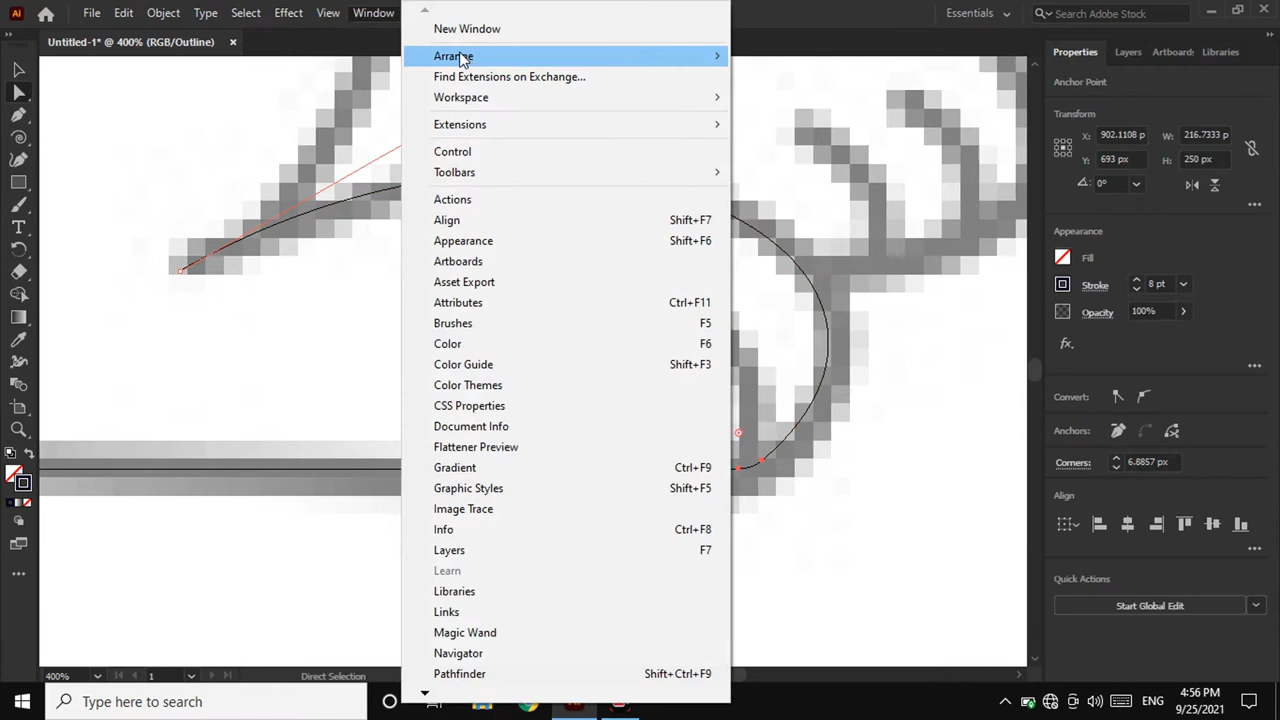 Ai File Edit Object Type Select Effect View Window Essentials Search Adobe Stock
Untitled-1* @ 400% (RGB/Outline)
New Window
Arrange
Find Extensions on Exchange...
Workspace
Extensions
Control
Toolbars
Actions
Align Shift+F7
Appearance Shift+F6
Artboards
Asset Export
Attributes Ctrl+F11
Brushes F5
Color F6
Color Guide Shift+F3
Color Themes
CSS Properties
Document Info
Flattener Preview
Gradient Ctrl+F9
Graphic Styles Shift+F5
Image Trace
Info Ctrl+F8
Layers F7
Learn
Libraries
Links
Magic Wand
Navigator
Pathfinder Shift+Ctrl+F9
Properties Layers Artboard: Libraries
Anchor Point
Transform
X: 902.1108 p W: 216.7333 p
Y: 693 px H: 250 px
0°
Appearance
Fill
Stroke 8 pt
Opacity 100%
fx.
Convert:
Anchors:
Corners: 6.8857 px
Align
Quick Actions
Start Global Edit
400% 1 Direct Selection
Type here to search
ENG
4:56 PM
9/25/2021